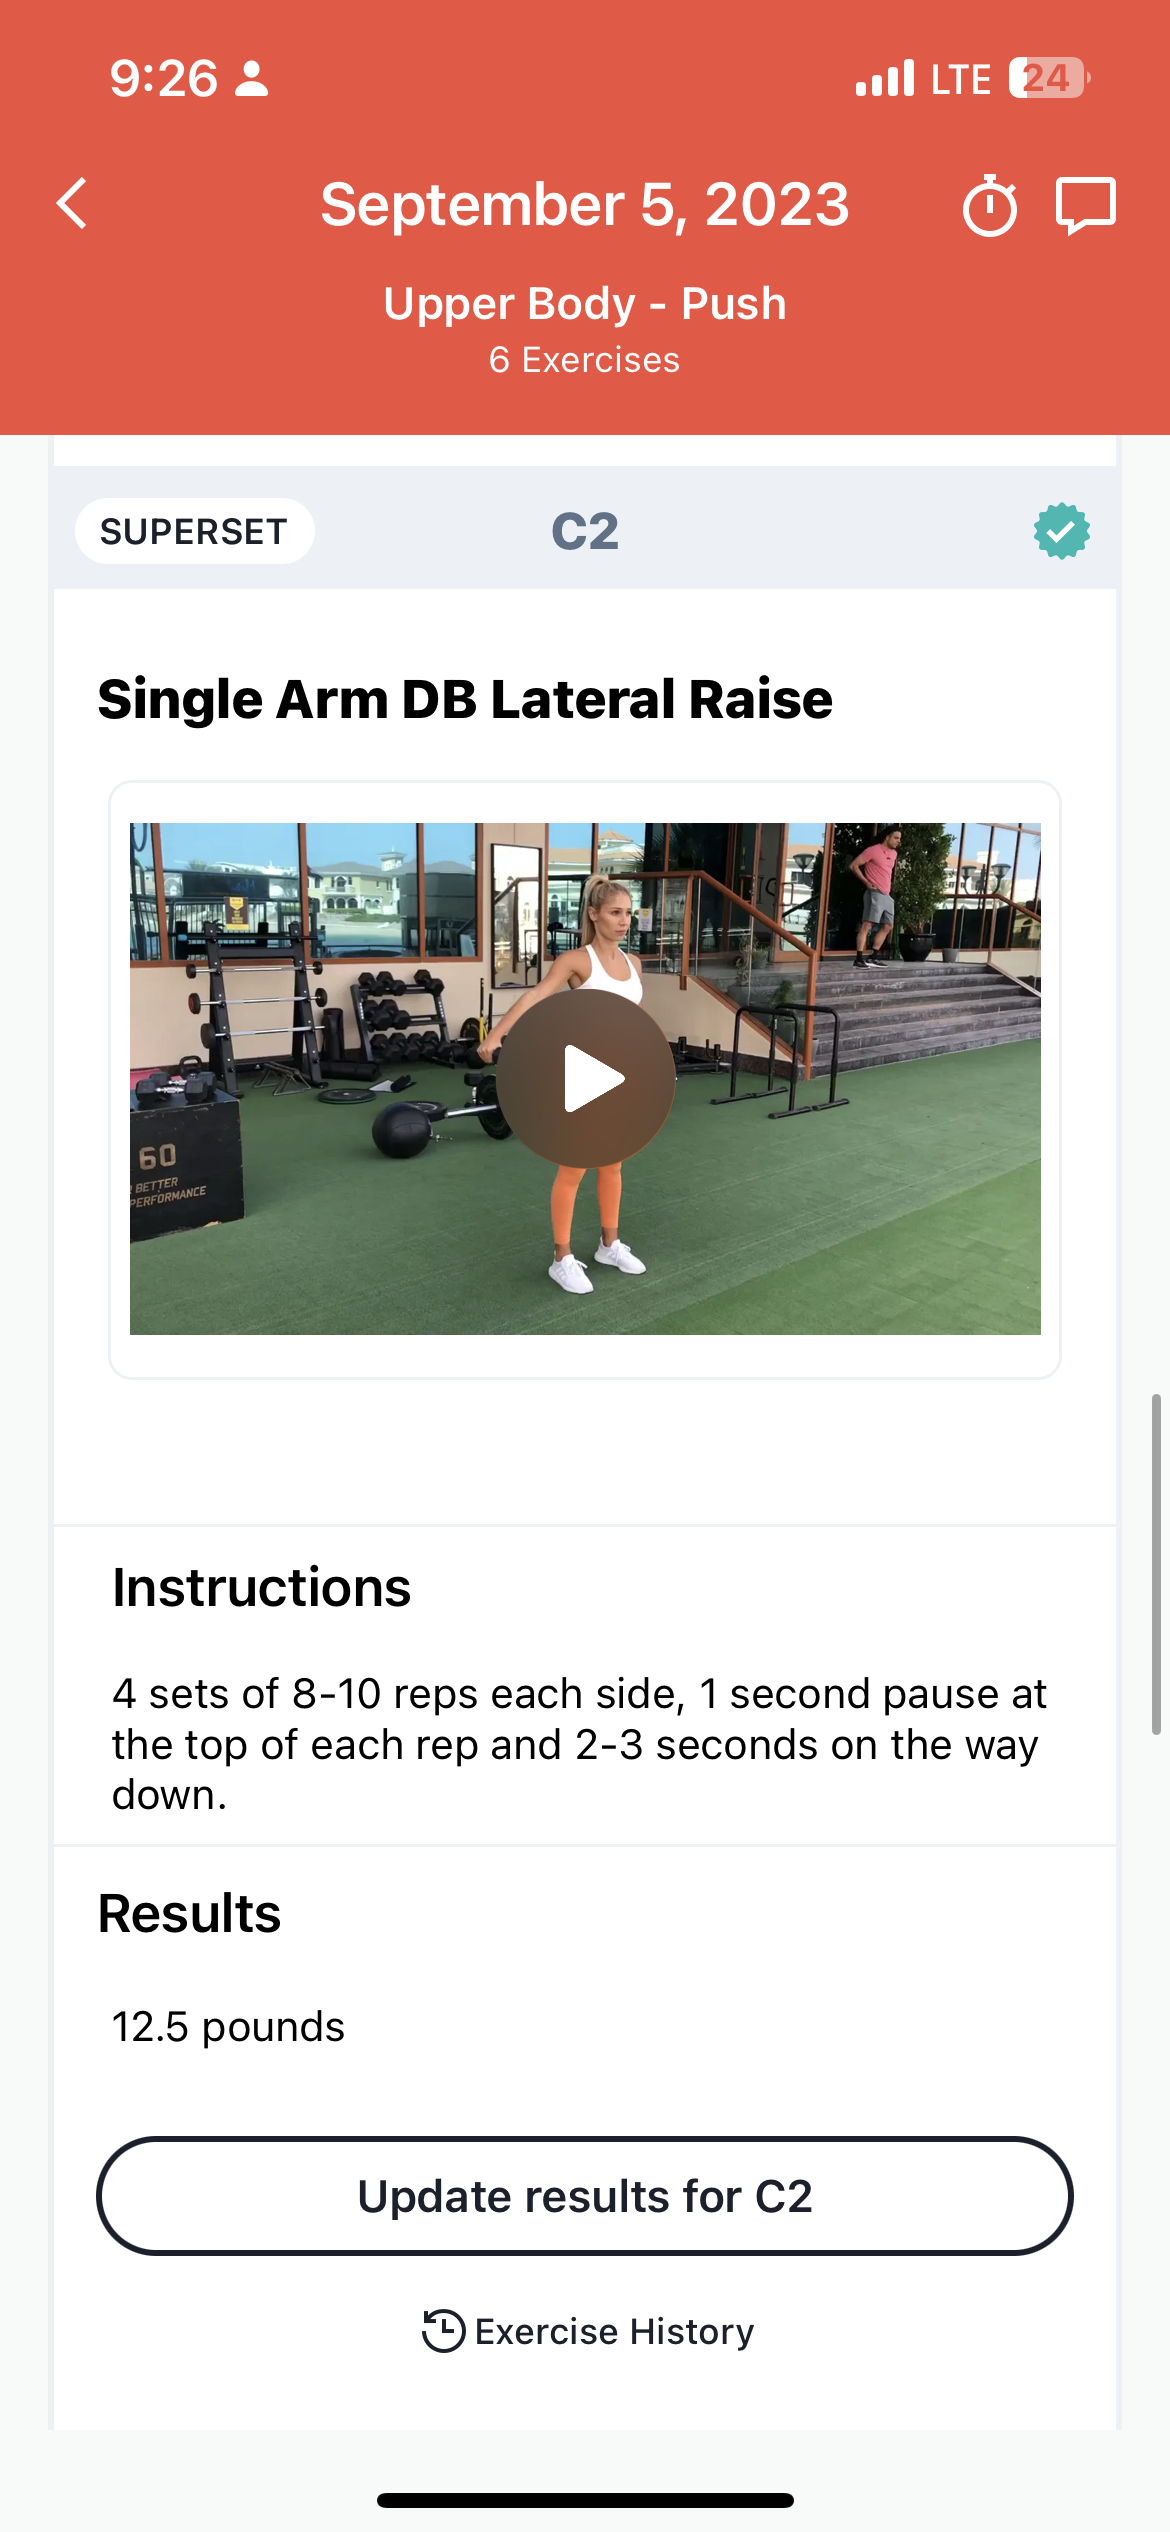 9:26
LTE 24
September 5, 2023
Upper Body - Push
6 Exercises
SUPERSET
C2
Single Arm DB Lateral Raise
60
BETTER
PERFORMANCE
Instructions
4 sets of 8-10 reps each side, 1 second pause at
the top of each rep and 2-3 seconds on the way
down.
Results
12.5 pounds
Update results for C2
Exercise History